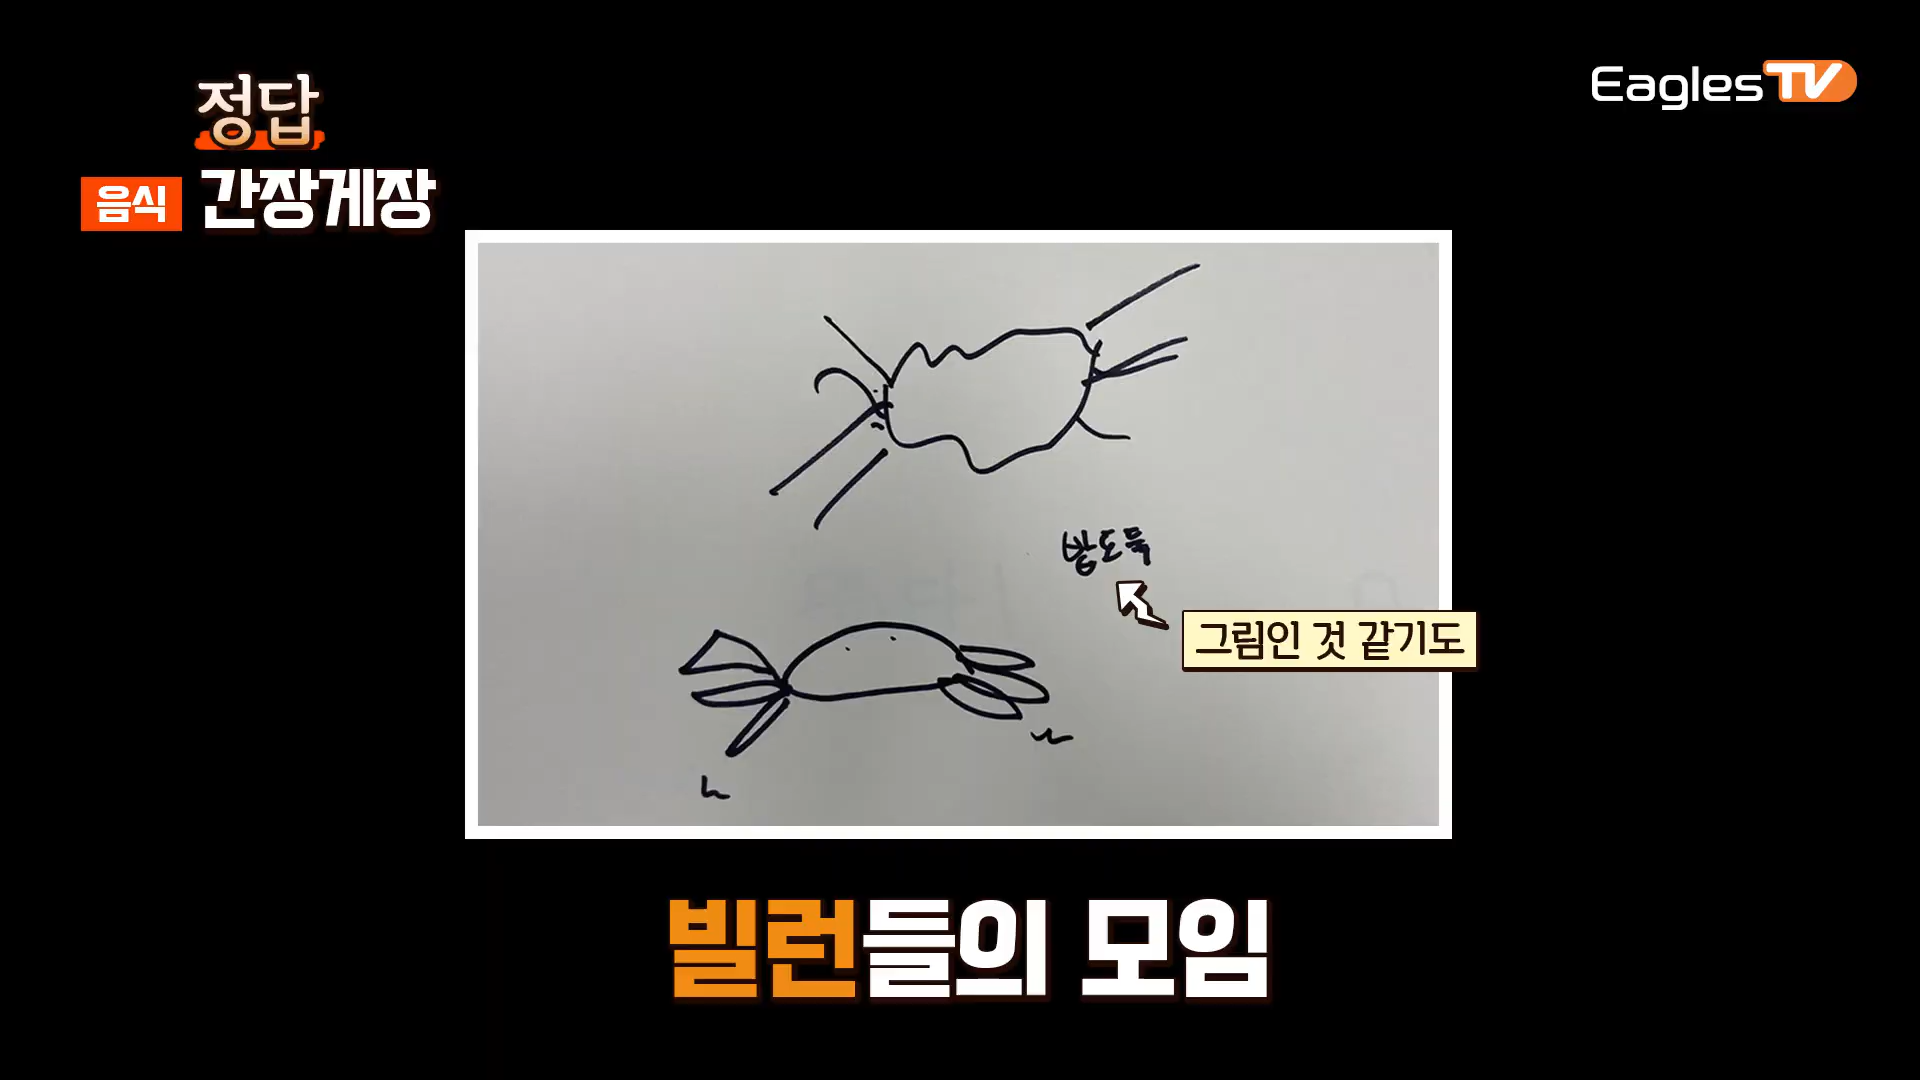 정답
Eagles TV
음식 간장게장
밥도둑
그림인 것 같기도
빌런들의 모임